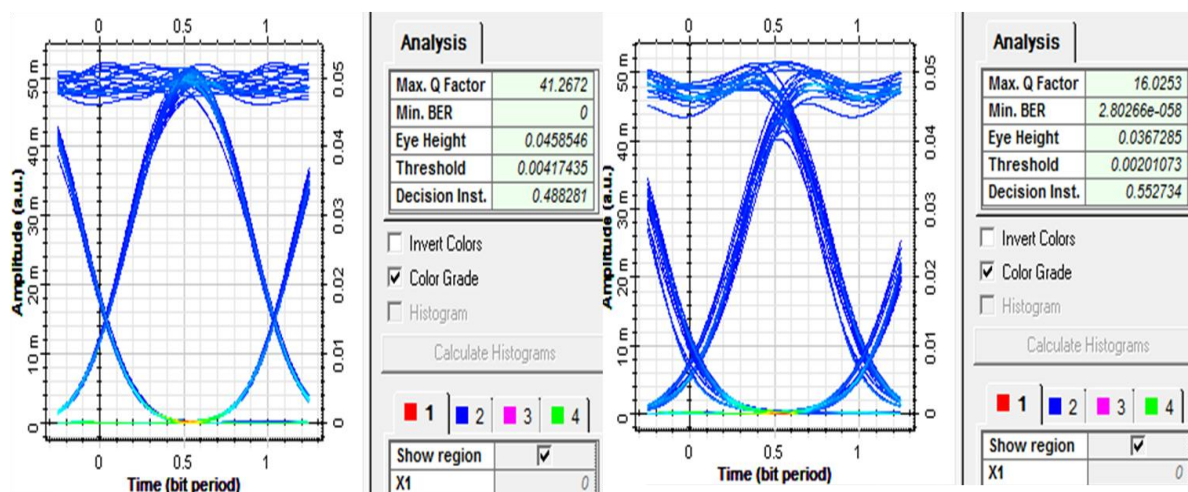 0 0.5 1
Amplitude (a.u.)
50 m
40 m
30 m
20 m
10 m
0
0.05
0.04
0.03
0.02
0.01
0
0 0.5 1
Time (bit period)
Analysis
Max. Q Factor 41.2672
Min. BER 0
Eye Height 0.0458546
Threshold 0.00417435
Decision Inst. 0.488281
Invert Colors
Color Grade
Histogram
Calculate Histograms
1 2 3 4
Show region
X1 0
0 0.5 1
Amplitude (a.u.)
50 m
40 m
30 m
20 m
10 m
0
0.05
0.04
0.03
0.02
0.01
0
0 0.5 1
Time (bit period)
Analysis
Max. Q Factor 16.0253
Min. BER 2.80266e-058
Eye Height 0.0367285
Threshold 0.00201073
Decision Inst. 0.552734
Invert Colors
Color Grade
Histogram
Calculate Histograms
1 2 3 4
Show region
X1 0